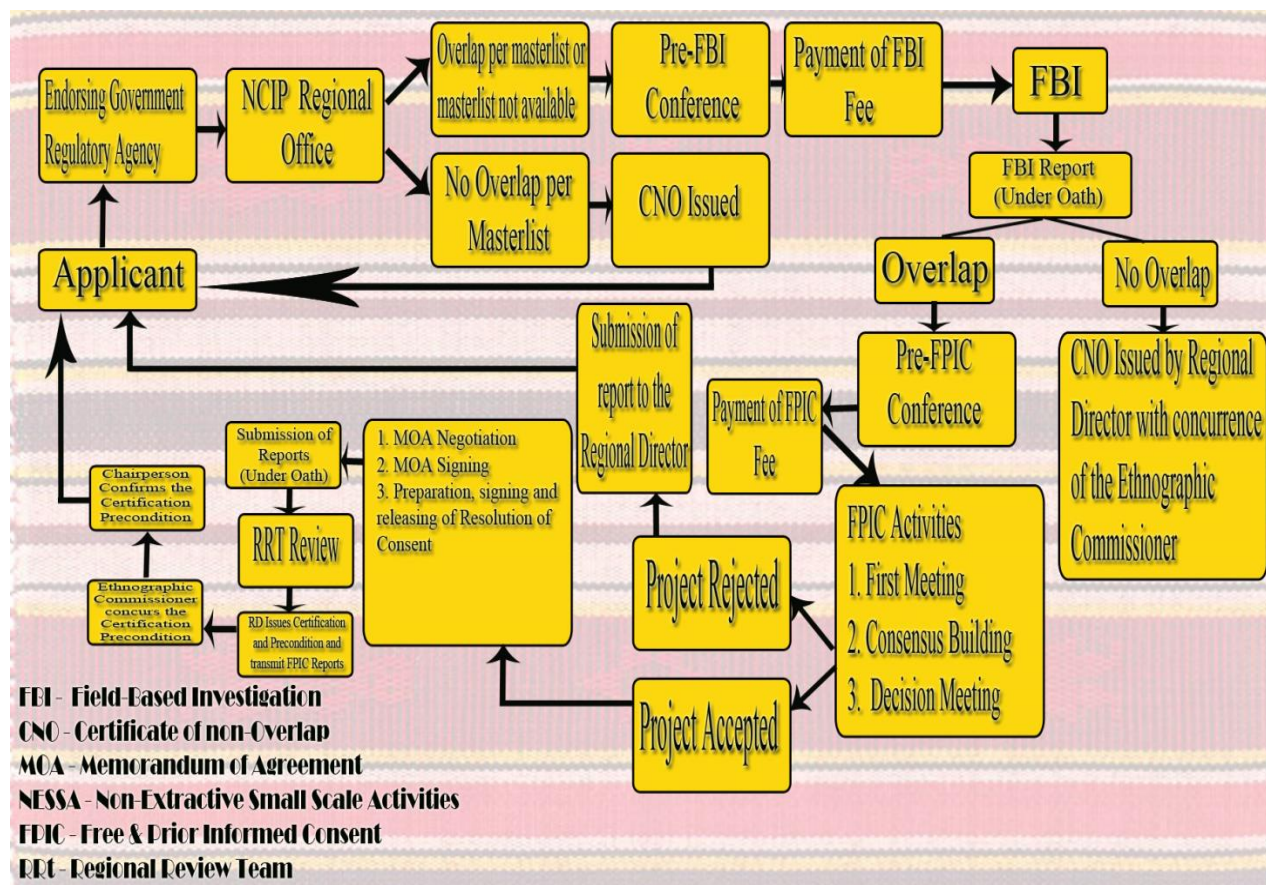 Endorsing Government
Regulatory Agency
NCIP Regional
Office
Overlap per masterlist or
masterlist not available
Pre-FBI
Conference
Payment of FBI
Fee
FBI
No Overlap per
Masterlist
CNO Issued
FBI Report
(Under Oath)
Applicant
Overlap
No Overlap
Submission of
report to the
Regional Director
Pre-FPIC
Conference
CNO Issued by Regional
Director with concurrence
of the Ethnographic
Commissioner
Payment of FPIC
Fee
Submission of
Reports
(Under Oath)
1. MOA Negotiation
2. MOA Signing
3. Preparation, signing and
releasing of Resolution of
Consent
Chairperson
Confirms the
Certification
Precondition
RRT Review
FPIC Activities
1. First Meeting
2. Consensus Building
3. Decision Meeting
Project Rejected
Ethnographic
Commissioner
concurs the
Certification
Precondition
RD Issues Certification
and Precondition and
transmit FPIC Reports
Project Accepted
FBI - Field-Based Investigation
CNO - Certificate of non-Overlap
MOA - Memorandum of Agreement
NESSA - Non-Extractive Small Scale Activities
FPIC - Free & Prior Informed Consent
RRt - Regional Review Team